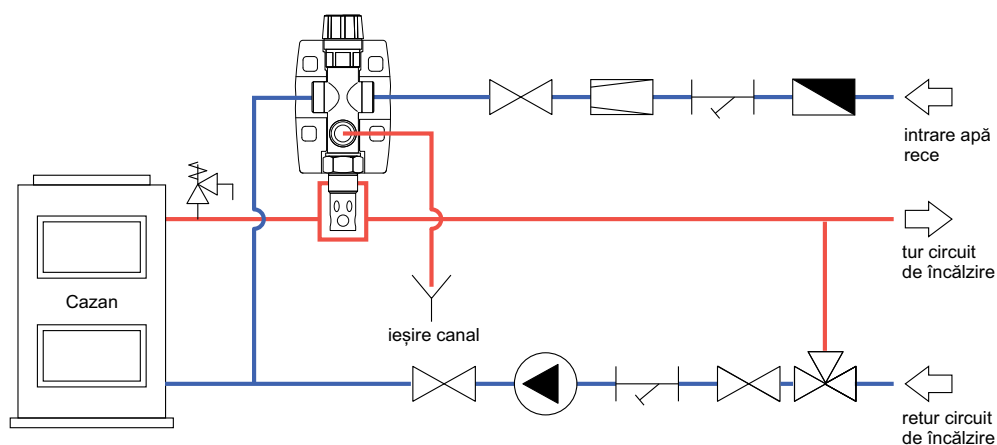 intrare apă
rece
tur circuit
de încălzire
Cazan
ieșire canal
retur circuit
de încălzire